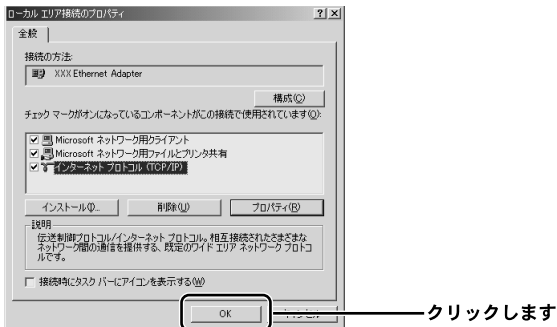 ローカル エリア接続のプロパティ
全般
接続の方法:
XXX Ethernet Adapter
構成(C)
チェック マークがオンになっているコンポーネントがこの接続で使用されています(O):
Microsoft ネットワーク用クライアント
Microsoft ネットワーク用ファイルとプリンタ共有
インターネット プロトコル (TCP/IP)
インストール(I)... 削除(U) プロパティ(R)
説明
伝送制御プロトコル/インターネット プロトコル。相互接続されたさまざまな
ネットワーク間の通信を提供する、既定のワイド エリア ネットワーク プロトコ
ルです。
接続時にタスク バーにアイコンを表示する(W)
OK
クリックします